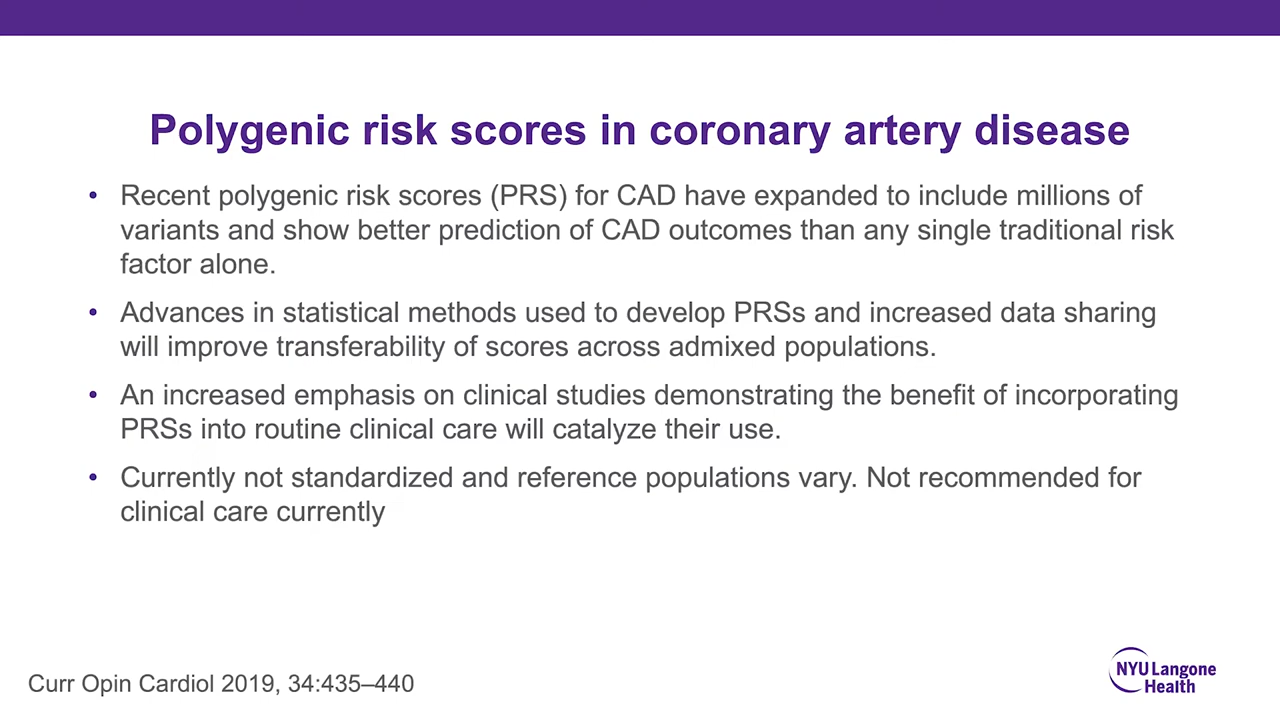 Polygenic risk scores in coronary artery disease
• Recent polygenic risk scores (PRS) for CAD have expanded to include millions of
variants and show better prediction of CAD outcomes than any single traditional risk
factor alone.
• Advances in statistical methods used to develop PRSs and increased data sharing
will improve transferability of scores across admixed populations.
• An increased emphasis on clinical studies demonstrating the benefit of incorporating
PRSs into routine clinical care will catalyze their use.
• Currently not standardized and reference populations vary. Not recommended for
clinical care currently
Curr Opin Cardiol 2019, 34:435–440
NYU Langone
Health